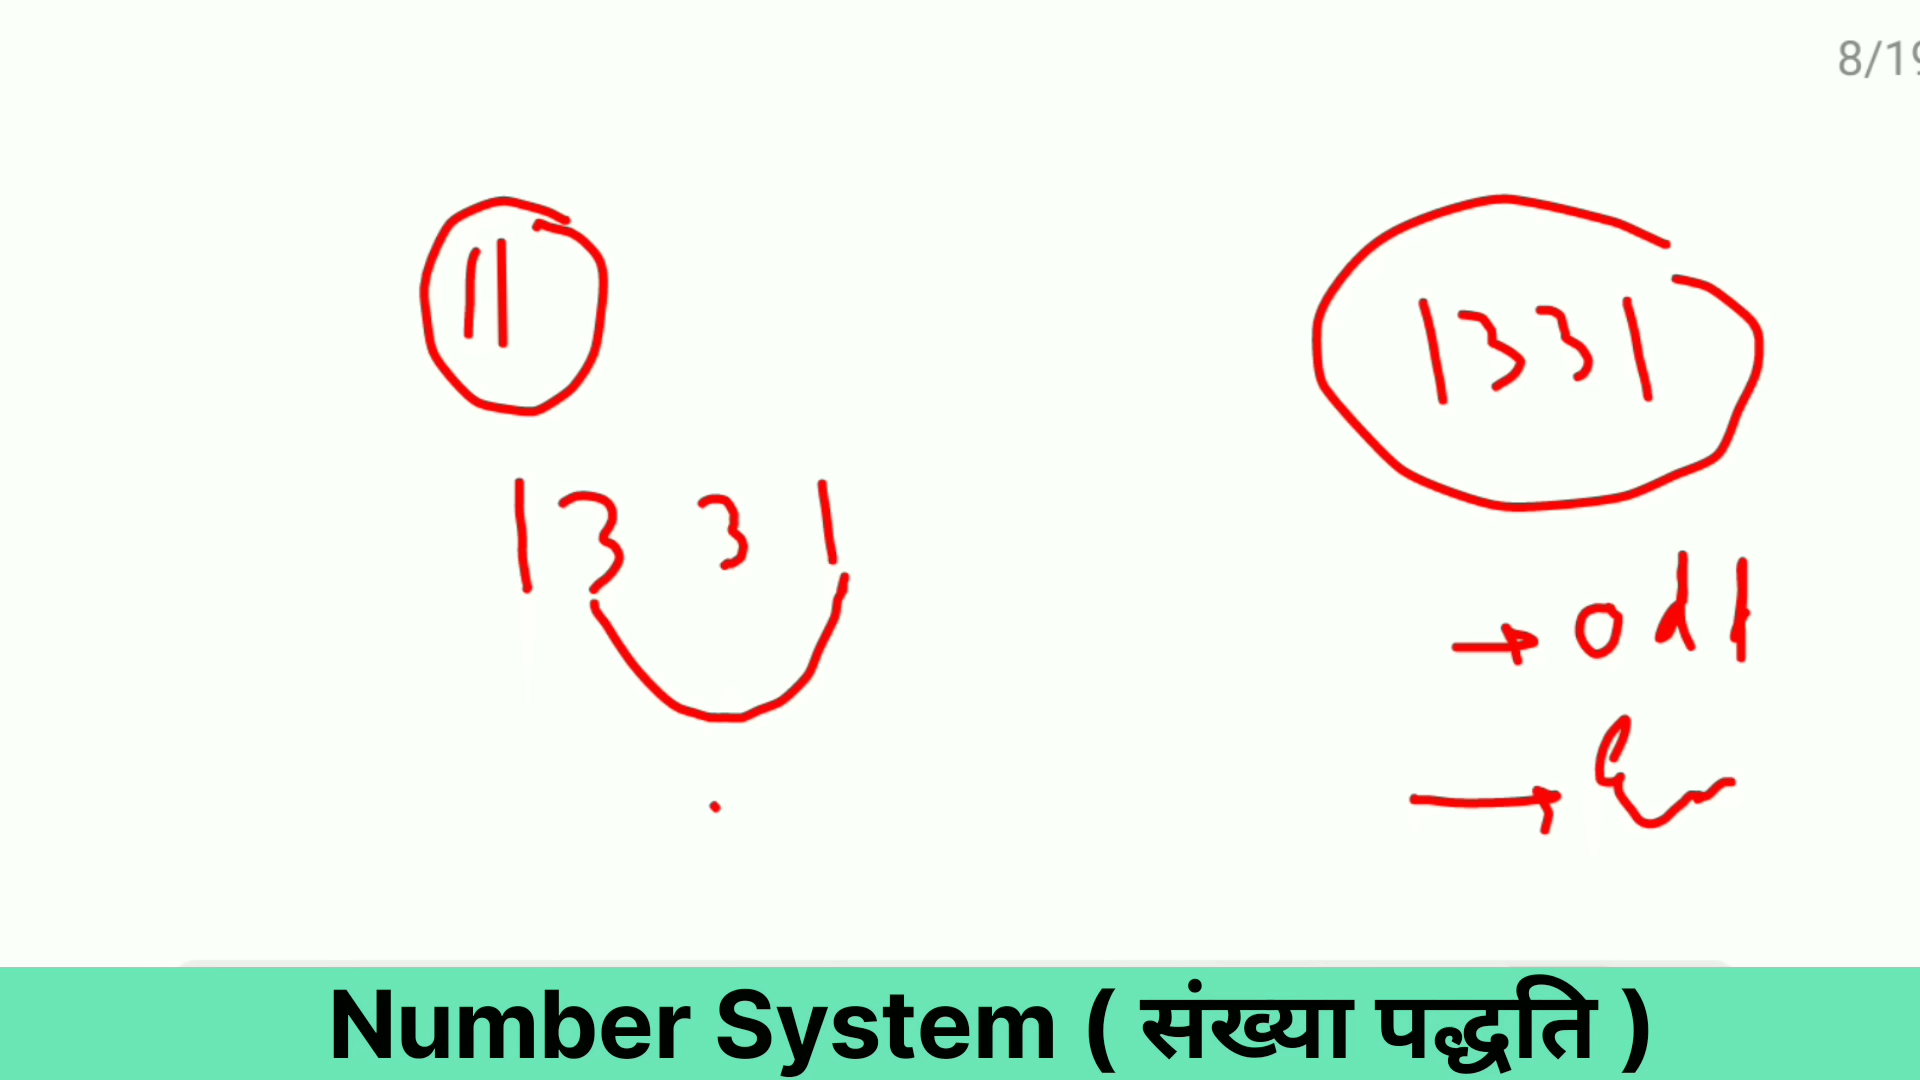 8/19
11
1331
1331
→ odd
Number System ( संख्या पद्धति )